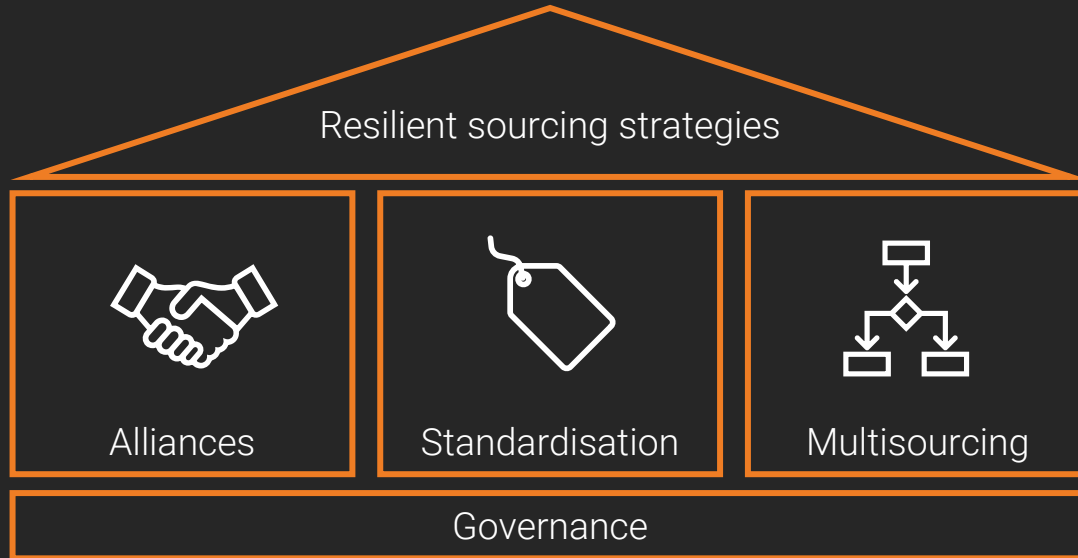 Resilient sourcing strategies
Alliances
Standardisation
Multisourcing
Governance